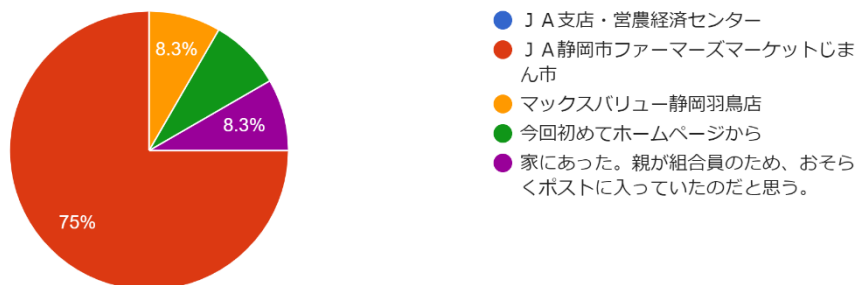 8.3%
8.3%
75%
ＪＡ支店・営農経済センター
ＪＡ静岡市ファーマーズマーケットじま
ん市
マックスバリュー静岡羽鳥店
今回初めてホームページから
家にあった。親が組合員のため、おそら
くポストに入っていたのだと思う。